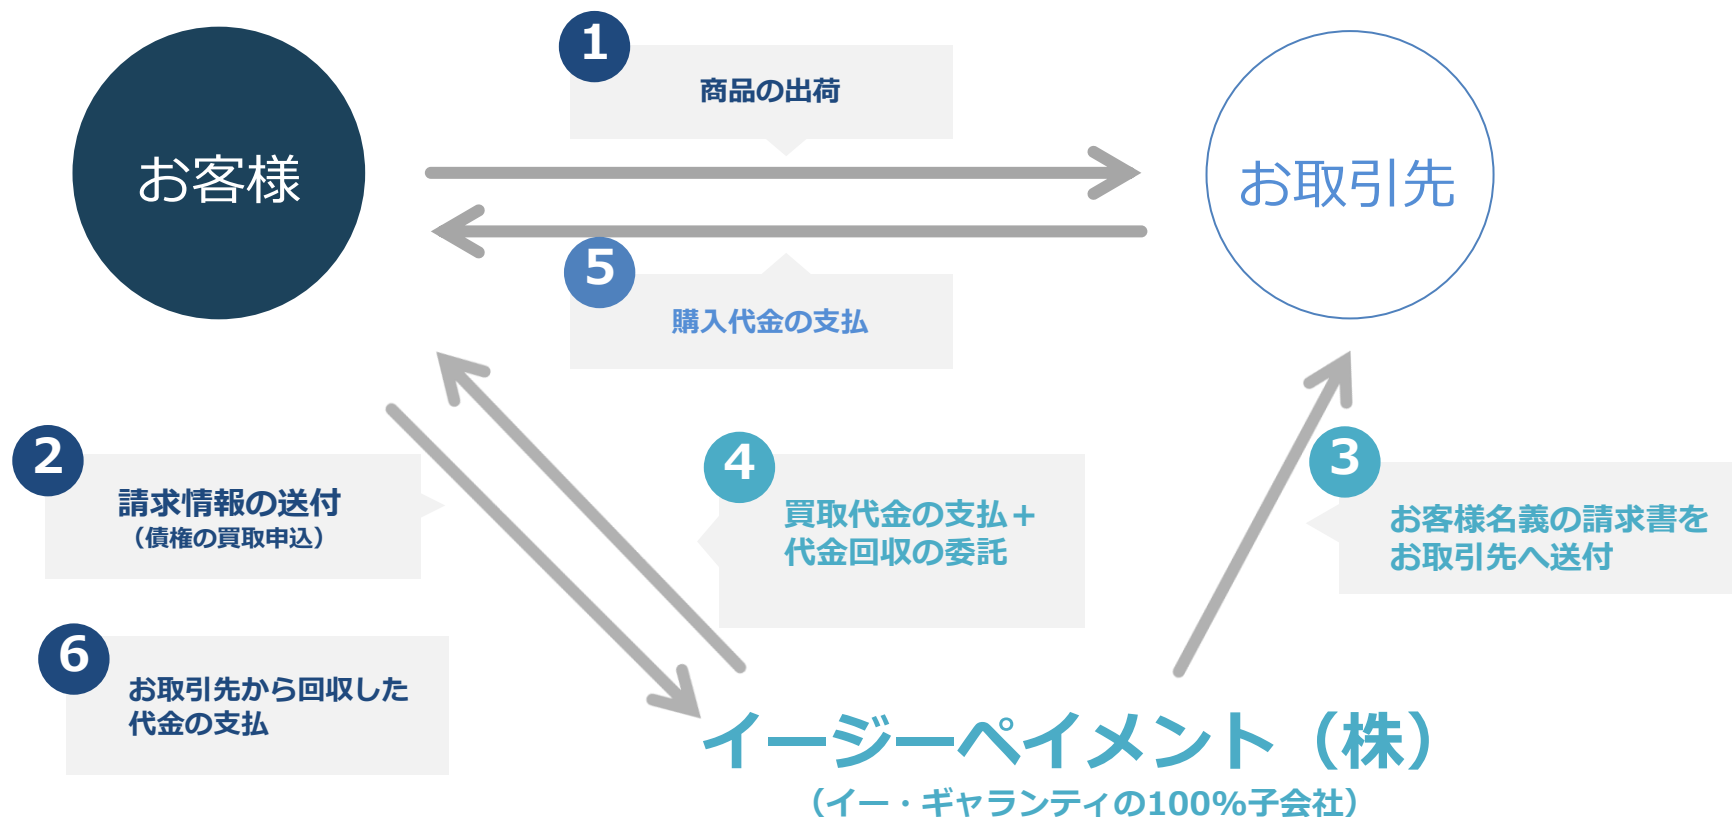 1
商品の出荷
お客様
お取引先
5
購入代金の支払
2
請求情報の送付
（債権の買取申込）
4
買取代金の支払＋
代金回収の委託
3
お客様名義の請求書を
お取引先へ送付
6
お取引先から回収した
代金の支払
イージーペイメント（株）
（イー・ギャランティの100%子会社）